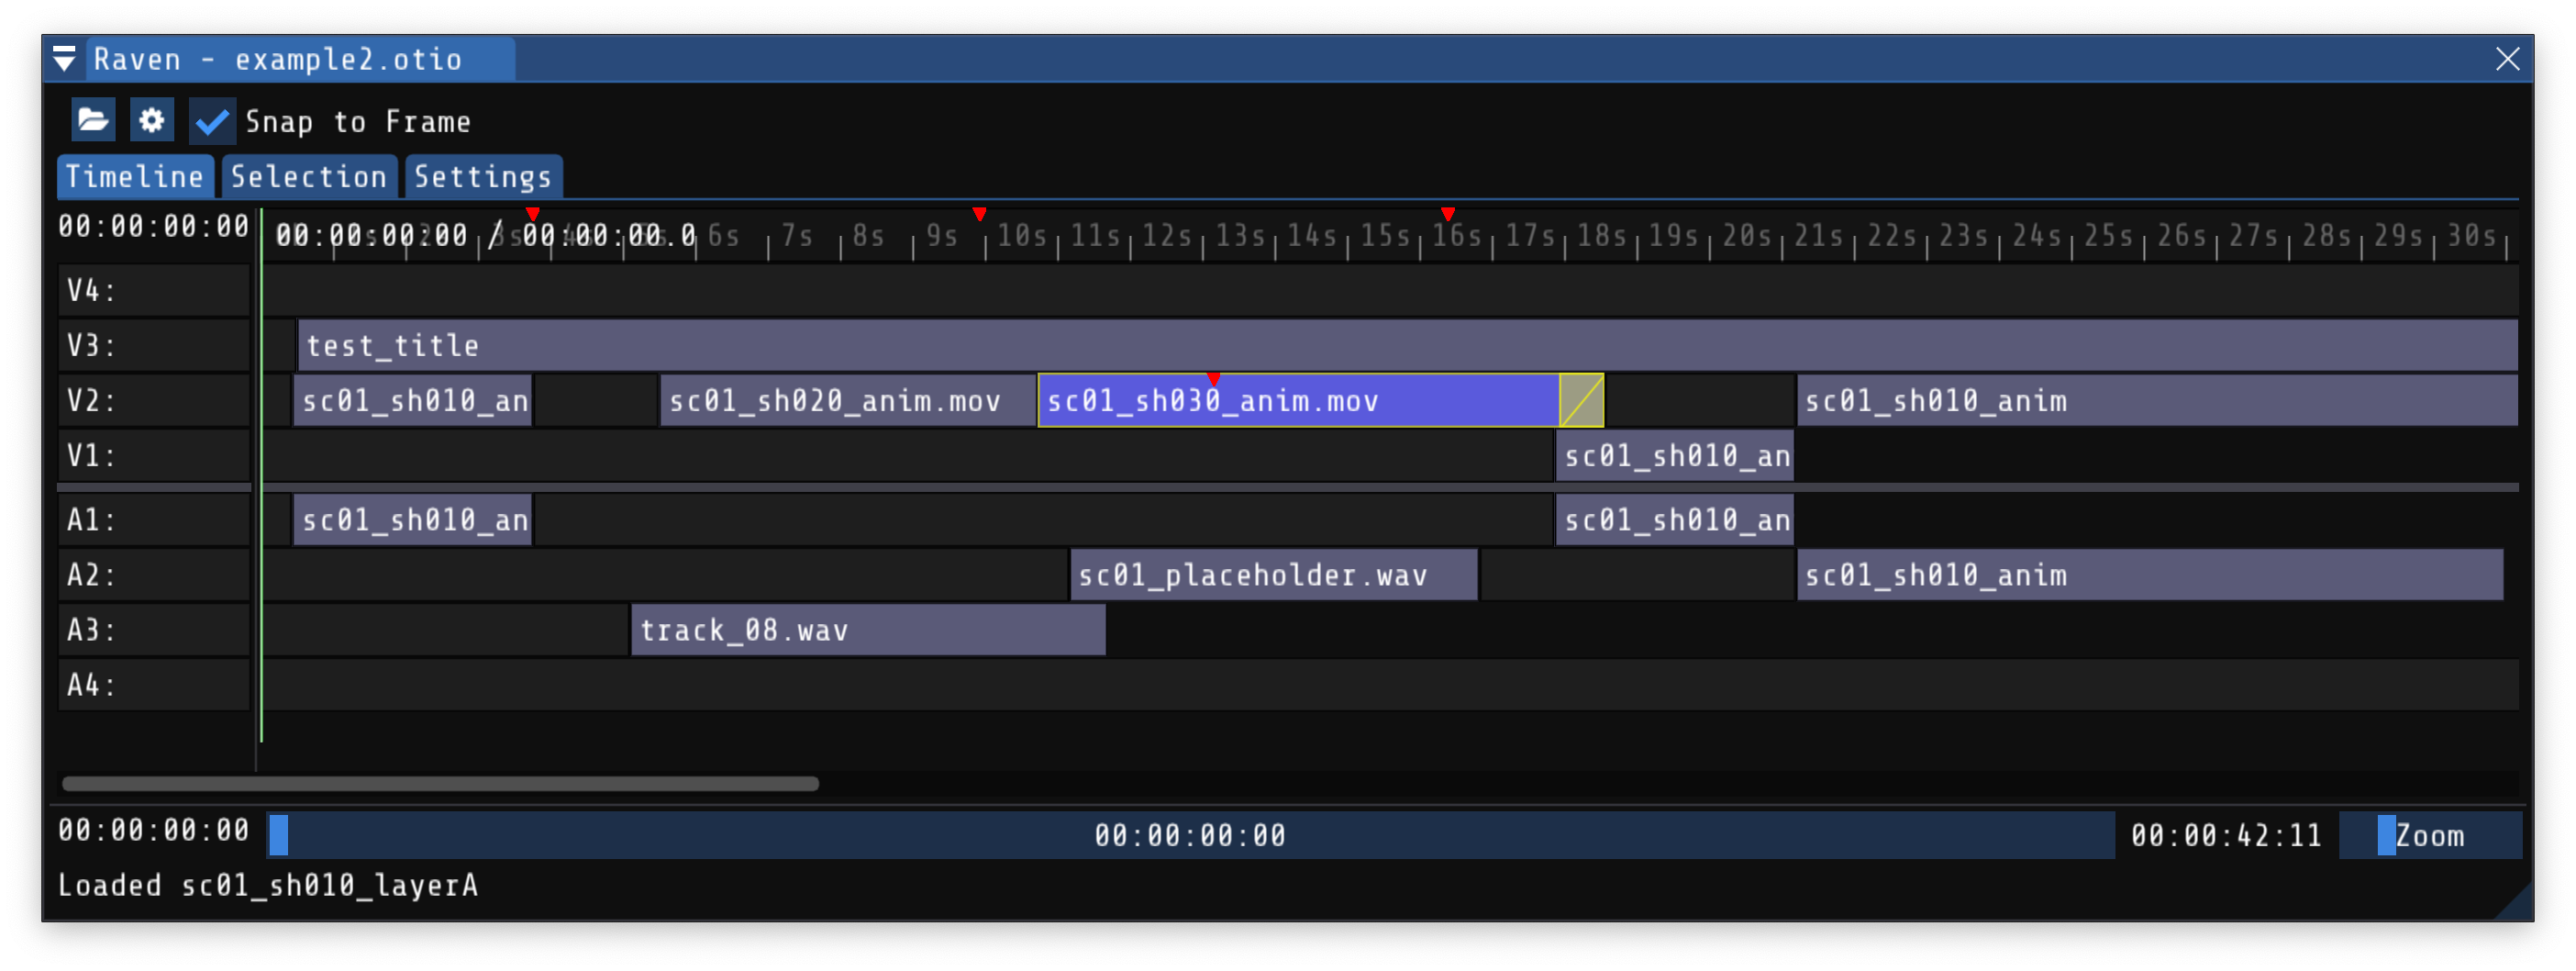 Raven - example2.otio
Snap to Frame
Timeline Selection Settings
00:00:00:00 00:00:00:00 / 00:00:00.0 6s 7s 8s 9s 10s 11s 12s 13s 14s 15s 16s 17s 18s 19s 20s 21s 22s 23s 24s 25s 26s 27s 28s 29s 30s
V4:
V3: test_title
V2: sc01_sh010_an sc01_sh020_anim.mov sc01_sh030_anim.mov sc01_sh010_anim
V1: sc01_sh010_an
A1: sc01_sh010_an sc01_sh010_an
A2: sc01_placeholder.wav sc01_sh010_anim
A3: track_08.wav
A4:
00:00:00:00 00:00:00:00 00:00:42:11 Zoom
Loaded sc01_sh010_layerA